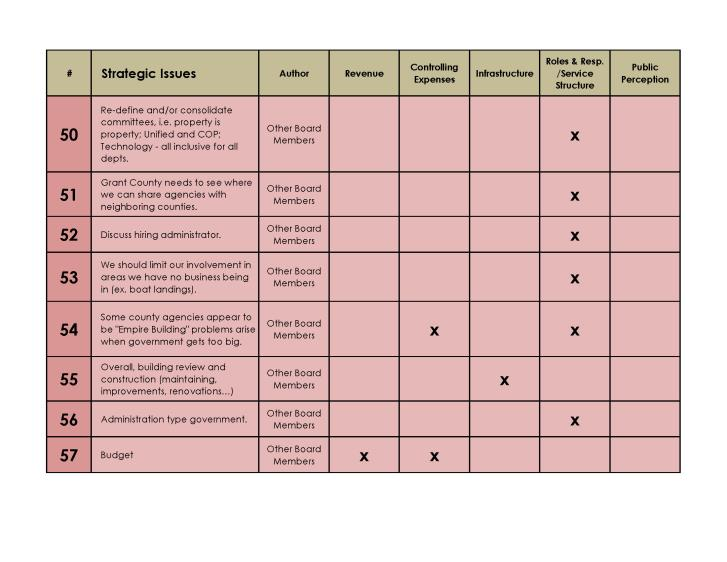 #
Strategic Issues
Author
Revenue
Controlling
Expenses
Infrastructure
Roles & Resp.
/Service
Structure
Public
Perception
50
Re-define and/or consolidate
committees, i.e. property is
property; Unified and COP;
Technology - all inclusive for all
depts.
Other Board
Members
x
51
Grant County needs to see where
we can share agencies with
neighboring counties.
Other Board
Members
x
52
Discuss hiring administrator.
Other Board
Members
x
53
We should limit our involvement in
areas we have no business being
in (ex. boat landings).
Other Board
Members
x
54
Some county agencies appear to
be "Empire Building" problems arise
when government gets too big.
Other Board
Members
x
x
55
Overall, building review and
construction (maintaining,
improvements, renovations...)
Other Board
Members
x
56
Administration type government.
Other Board
Members
x
57
Budget
Other Board
Members
x
x